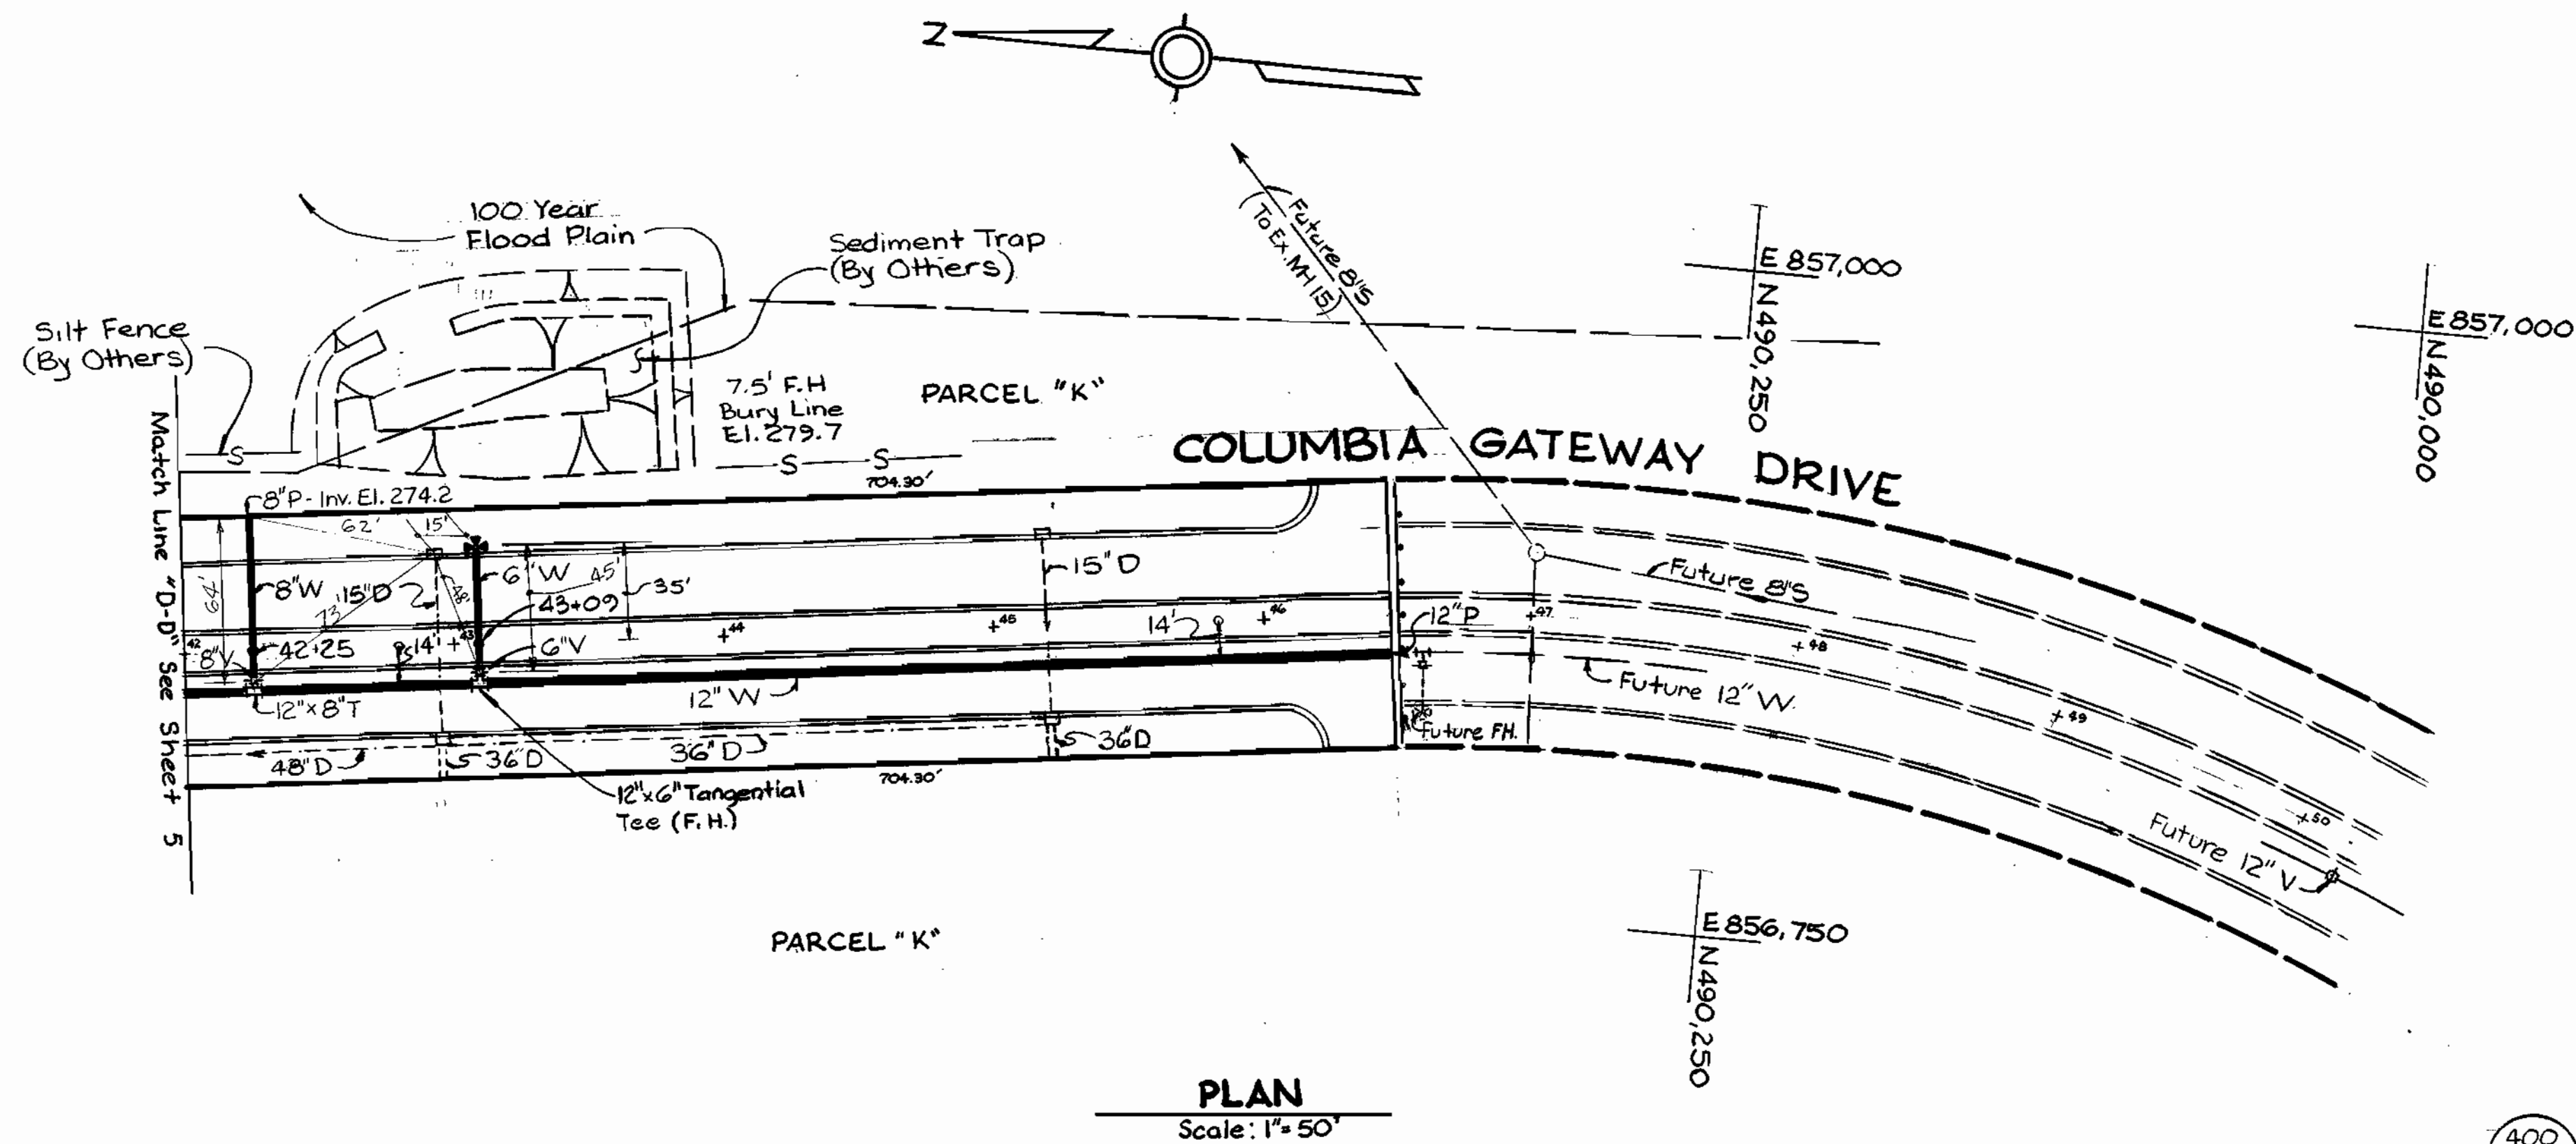 N
100 Year
Flood Plain
Sediment Trap
(By Others)
Silt Fence
(By Others)
Future 8"S
(To Ex. MH 15)
E 857,000
N 490,250
E 857,000
N 490,000
7.5' F.H
Bury Line
El. 279.7
PARCEL "K"
COLUMBIA GATEWAY DRIVE
Match Line "D-D" See Sheet 5
S
S
S
704.30'
8"P - Inv. El. 274.2
62'
15'
64'
8"W
73
15"D
48'
6"W
45'
35'
43+09
15"D
Future 8"S
42
42+25
8"V
14'
43
6"V
44
45
14'
46
12"P
47
48
49
50
12"x8"T
12"W
Future 12" W.
Future FH.
48"D
36"D
36"D
36"D
704.30'
12"x6" Tangential
Tee (F.H.)
Future 12" V
PARCEL "K"
E 856,750
N 490,250
PLAN
Scale: 1"=50'
400